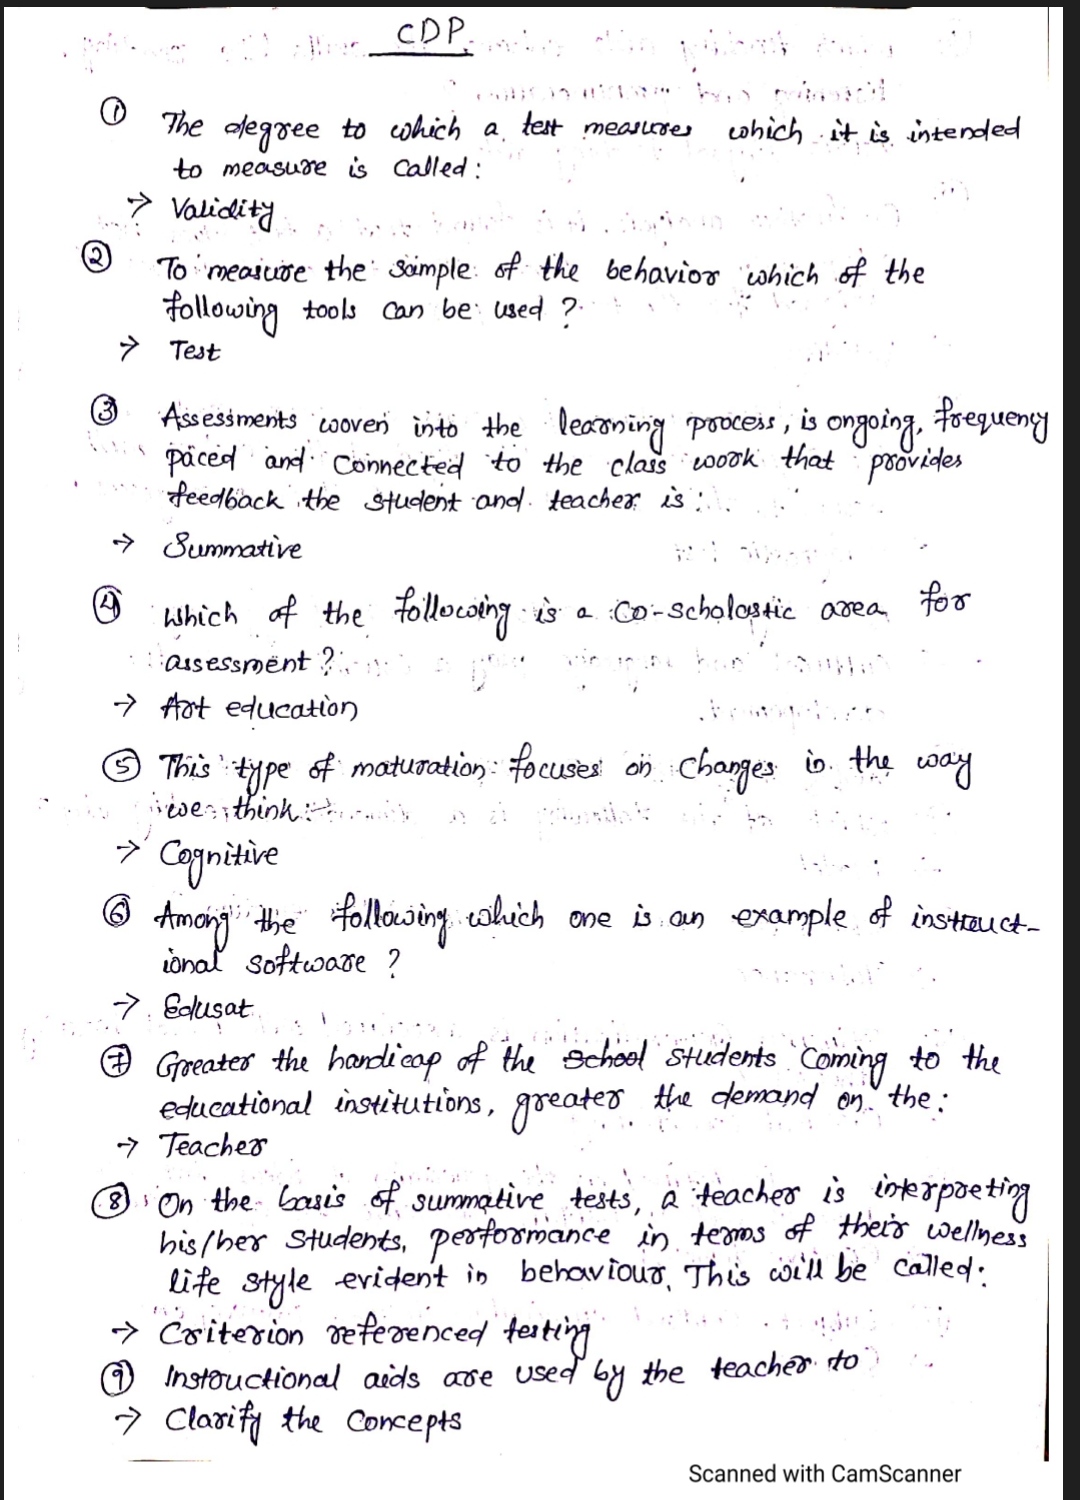 CDP
① The degree to which a test measures which it is intended
to measure is called :
→ Validity
② To measure the sample of the behavior which of the
following tools can be used ?
→ Test
③ Assessments woven into the learning process, is ongoing, frequency
paced and connected to the class work that provides
feedback the student and teacher is :
→ Summative
④ Which of the following is a co-scholastic area for
assessment ?
→ Art education
⑤ This type of maturation focuses on changes in the way
we think :
→ Cognitive
⑥ Among the following which one is an example of instruct-
ional software ?
→ Edusat
⑦ Greater the handicap of the school students coming to the
educational institutions, greater the demand on the :
→ Teacher
⑧ On the basis of summative tests, a teacher is interpreting
his/her students, performance in terms of their wellness
life style evident in behaviour. This will be called :
→ Criterion referenced testing
⑨ Instructional aids are used by the teacher to
→ Clarify the concepts
Scanned with CamScanner